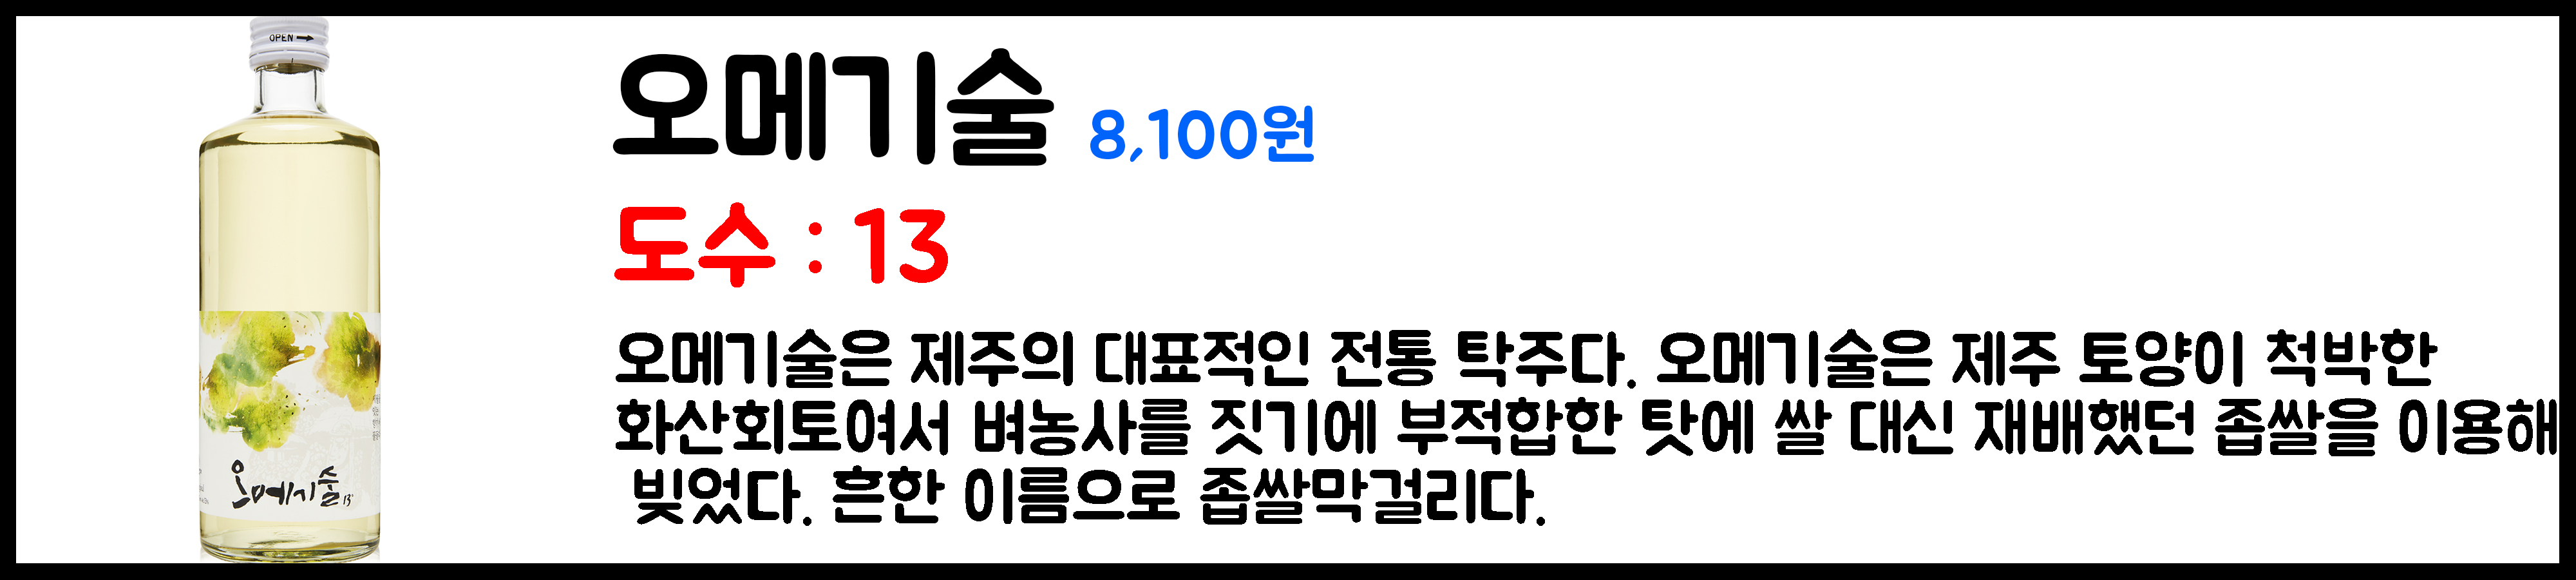 OPEN
오메기술 8,100원
도수 : 13
오메기술은 제주의 대표적인 전통 탁주다. 오메기술은 제주 토양이 척박한
화산회토여서 벼농사를 짓기에 부적합한 탓에 쌀 대신 재배했던 좁쌀을 이용해
빚었다. 흔한 이름으로 좁쌀막걸리다.
오메기술 13°